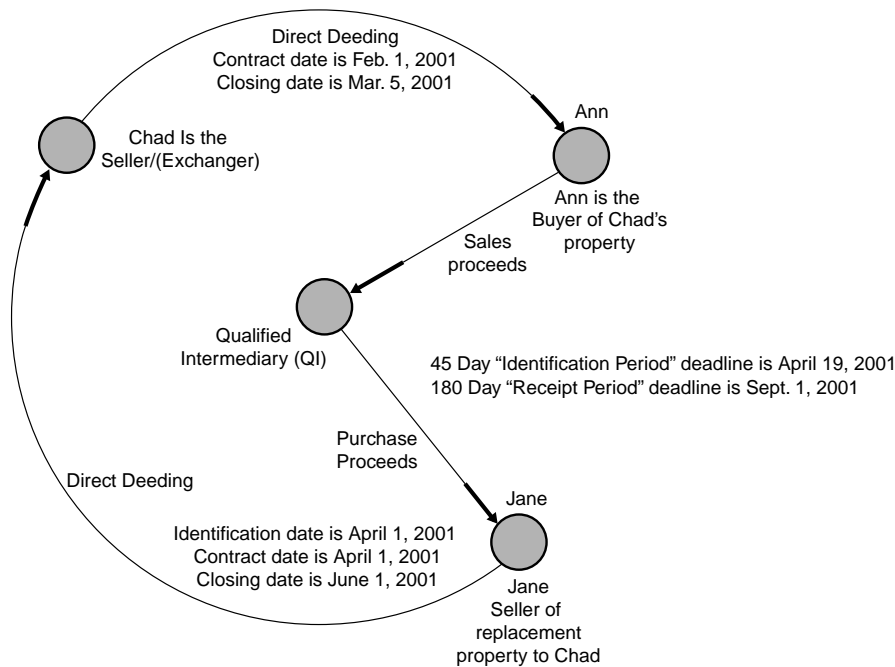 Direct Deeding
Contract date is Feb. 1, 2001
Closing date is Mar. 5, 2001
Ann
Chad Is the
Seller/(Exchanger)
Ann is the
Buyer of Chad's
property
Sales
proceeds
Qualified
Intermediary (QI)
45 Day “Identification Period” deadline is April 19, 2001
180 Day “Receipt Period” deadline is Sept. 1, 2001
Purchase
Proceeds
Direct Deeding
Jane
Identification date is April 1, 2001
Contract date is April 1, 2001
Closing date is June 1, 2001
Jane
Seller of
replacement
property to Chad